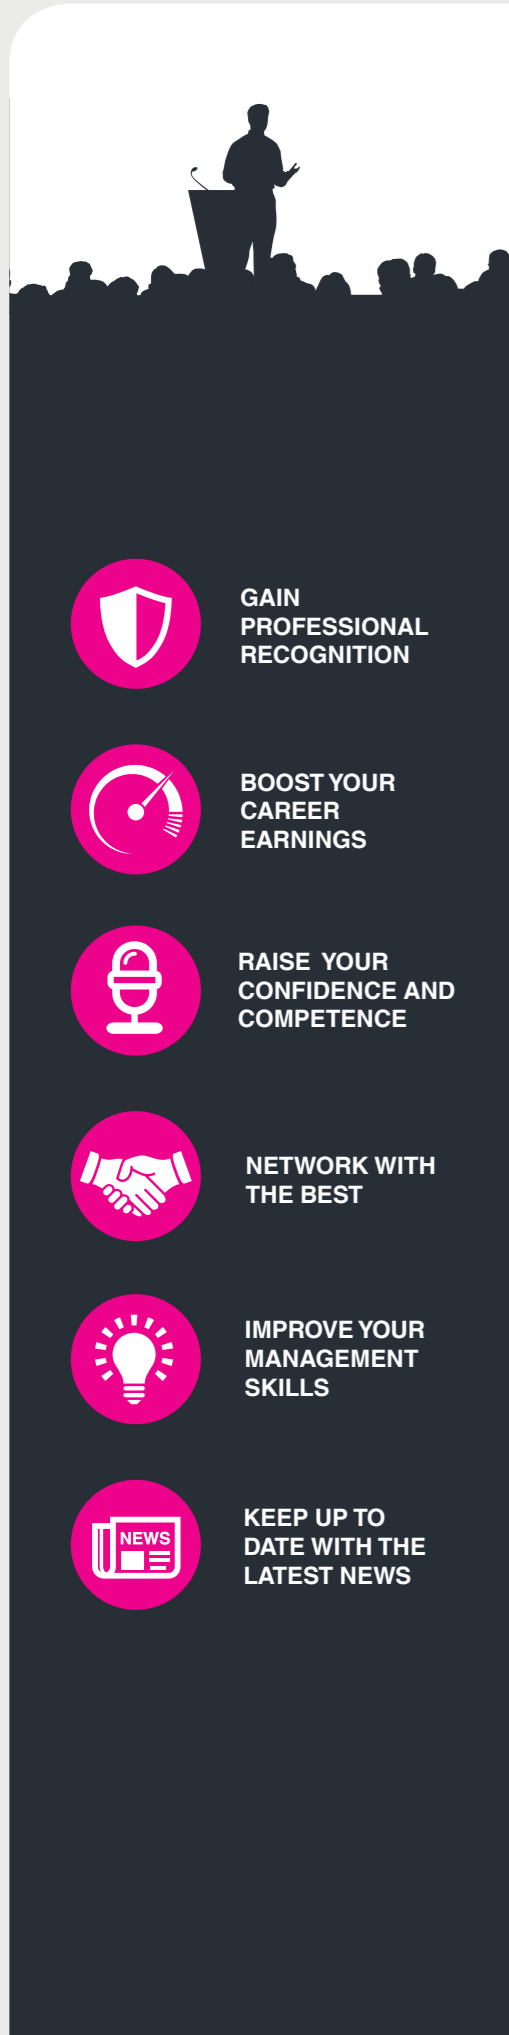 GAIN
PROFESSIONAL
RECOGNITION
BOOST YOUR
CAREER
EARNINGS
RAISE YOUR
CONFIDENCE AND
COMPETENCE
NETWORK WITH
THE BEST
IMPROVE YOUR
MANAGEMENT
SKILLS
NEWS
KEEP UP TO
DATE WITH THE
LATEST NEWS